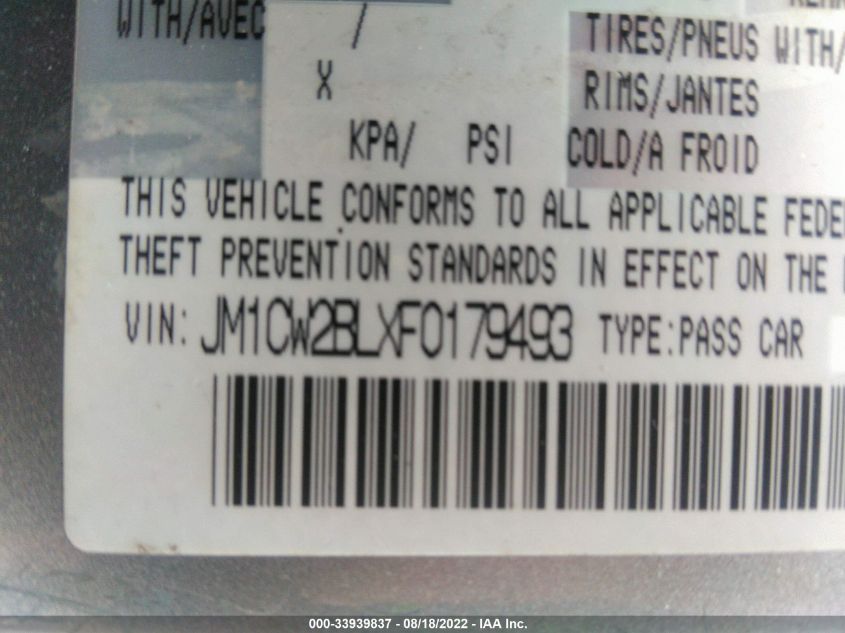 WITH/AVEC / TIRES/PNEUS WITH/
X RIMS/JANTES
KPA/ PSI COLD/A FROID
THIS VEHICLE CONFORMS TO ALL APPLICABLE FEDE
THEFT PREVENTION STANDARDS IN EFFECT ON THE
VIN: JM1CW2BLXF0179493 TYPE:PASS CAR
000-33939837 - 08/18/2022 - IAA Inc.